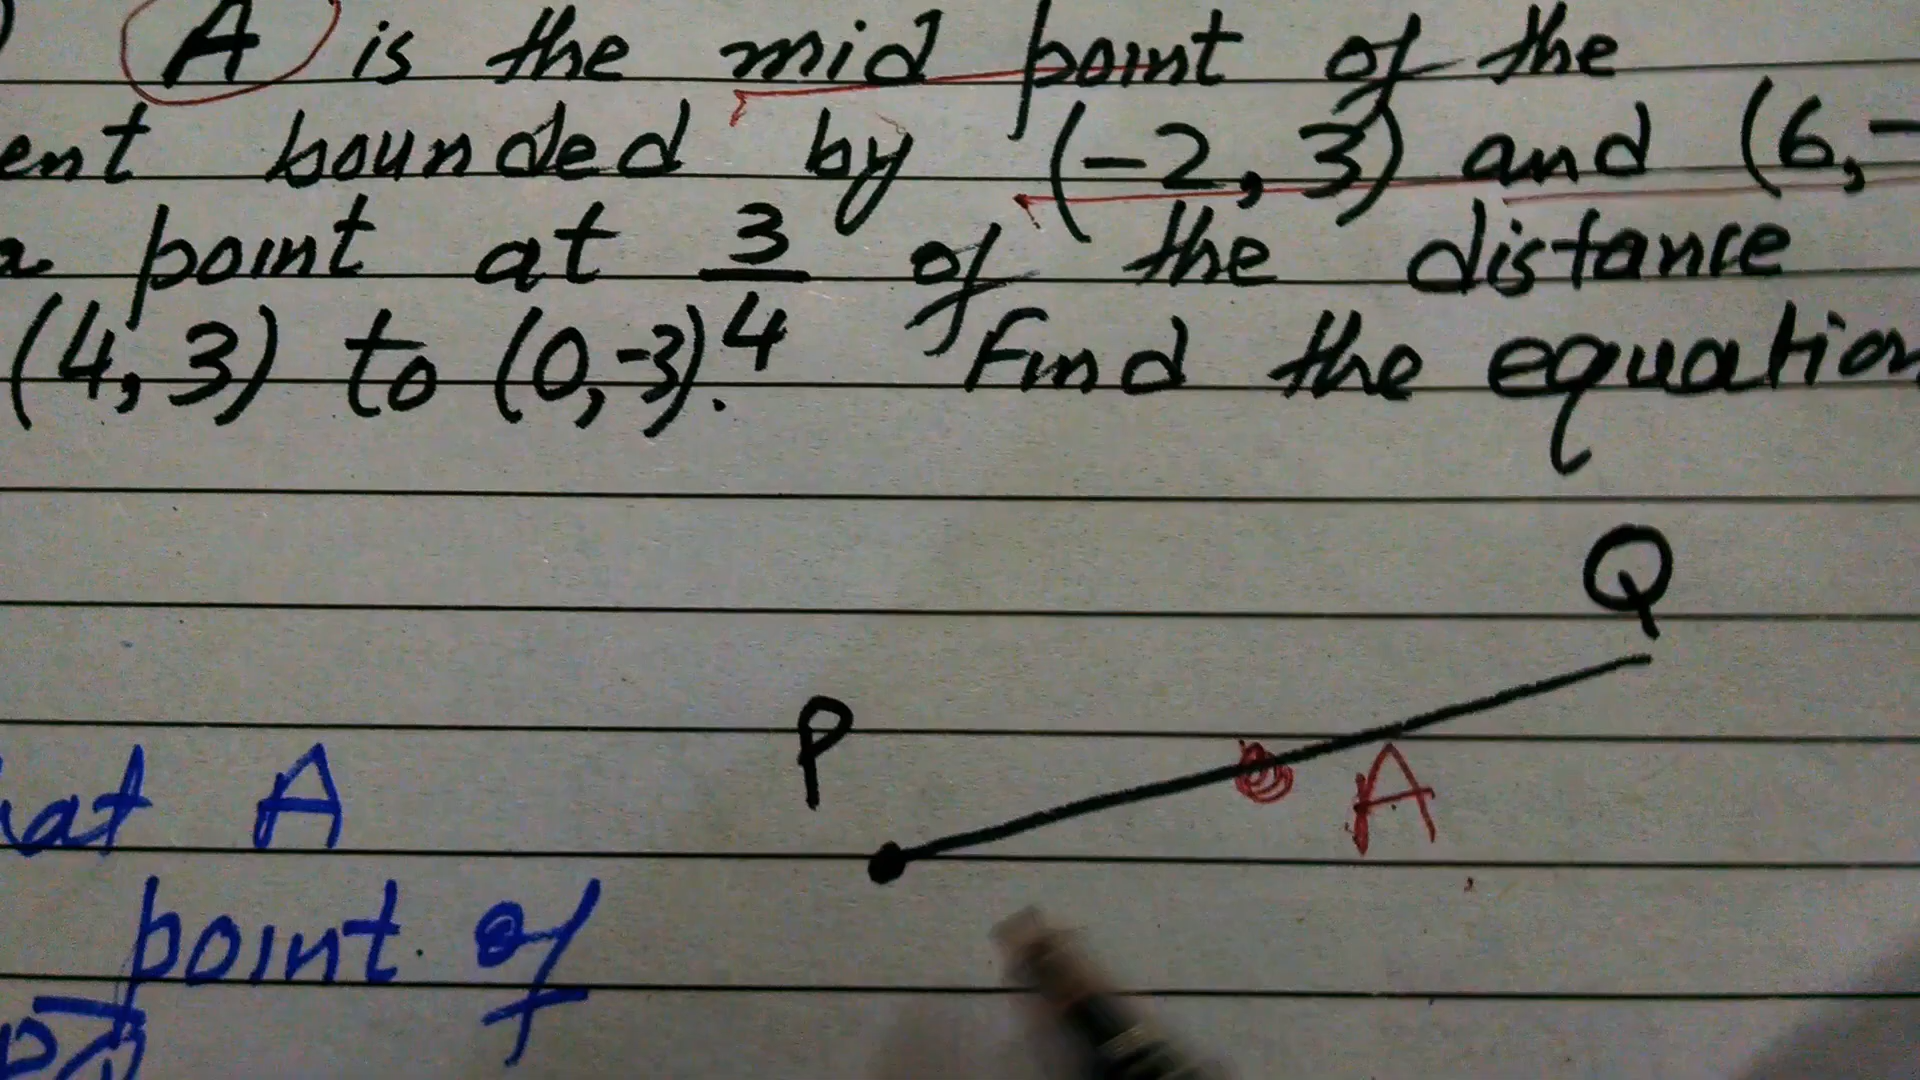 A is the mid point of the
ent bounded by (-2, 3) and (6,-
a point at 3/4 of the distance
(4, 3) to (0,-3). Find the equation
Q
P
A
at A
point of